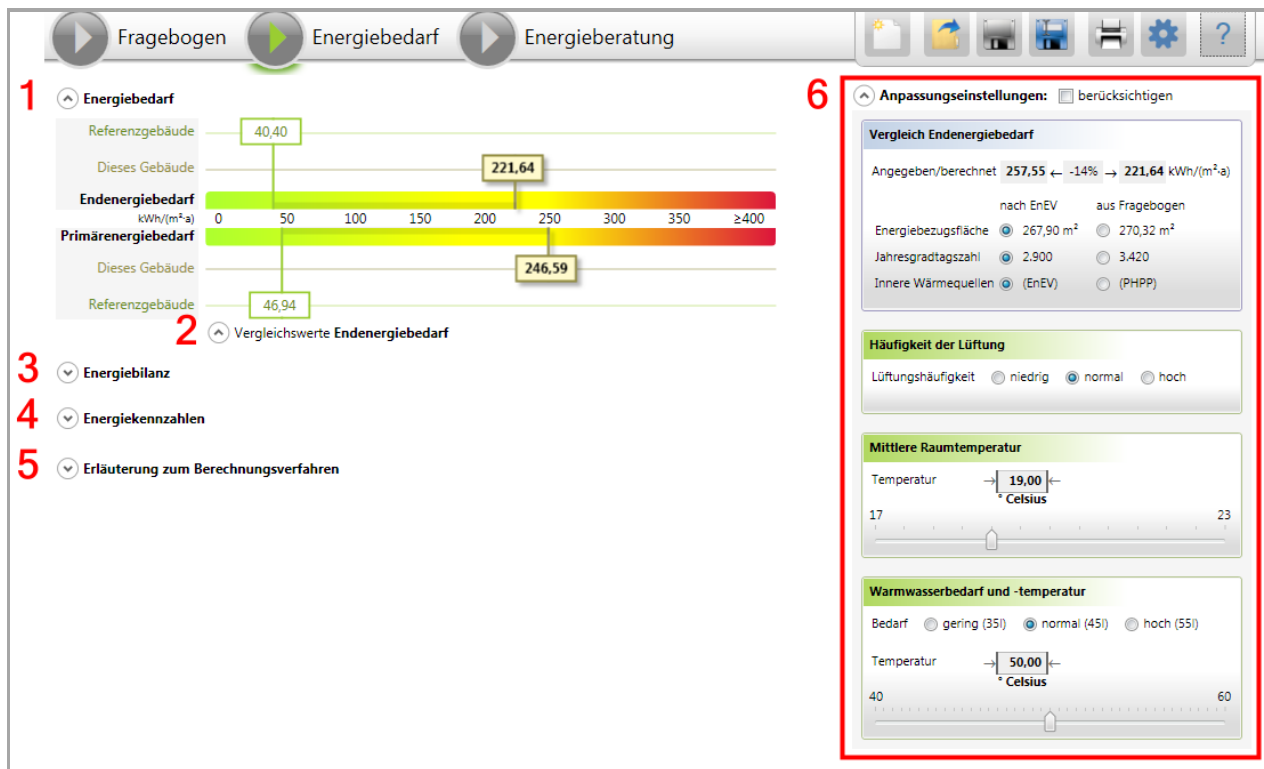 Fragebogen Energiebedarf Energieberatung ?
1 Energiebedarf
Referenzgebäude 40,40
Dieses Gebäude 221,64
Endenergiebedarf
kWh/(m²·a) 0 50 100 150 200 250 300 350 ≥400
Primärenergiebedarf
Dieses Gebäude 246,59
Referenzgebäude 46,94
2 Vergleichswerte Endenergiebedarf
3 Energiebilanz
4 Energiekennzahlen
5 Erläuterung zum Berechnungsverfahren
6 Anpassungseinstellungen: berücksichtigen
Vergleich Endenergiebedarf
Angegeben/berechnet 257,55 ← -14% → 221,64 kWh/(m²·a)
nach EnEV aus Fragebogen
Energiebezugsfläche 267,90 m² 270,32 m²
Jahresgradtagszahl 2.900 3.420
Innere Wärmequellen (EnEV) (PHPP)
Häufigkeit der Lüftung
Lüftungshäufigkeit niedrig normal hoch
Mittlere Raumtemperatur
Temperatur → 19,00 ←
° Celsius
17 23
Warmwasserbedarf und -temperatur
Bedarf gering (35l) normal (45l) hoch (55l)
Temperatur → 50,00 ←
° Celsius
40 60